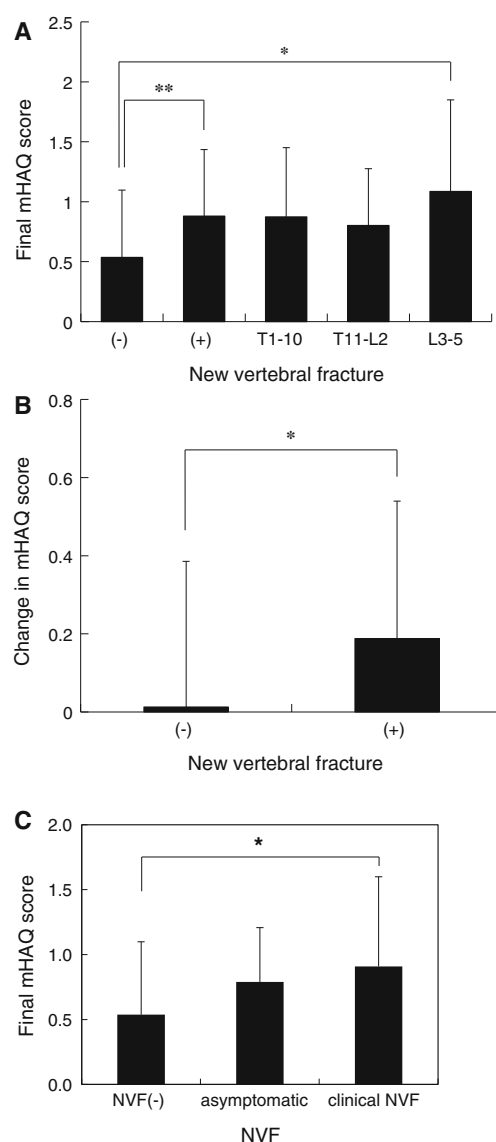 A
2.5
2
1.5
1
0.5
0
Final mHAQ score
*
**
(-) (+) T1-10 T11-L2 L3-5
New vertebral fracture
B
0.8
0.6
0.4
0.2
0
Change in mHAQ score
*
(-) (+)
New vertebral fracture
C
2.0
1.5
1.0
0.5
0.0
Final mHAQ score
*
NVF(-) asymptomatic clinical NVF
NVF